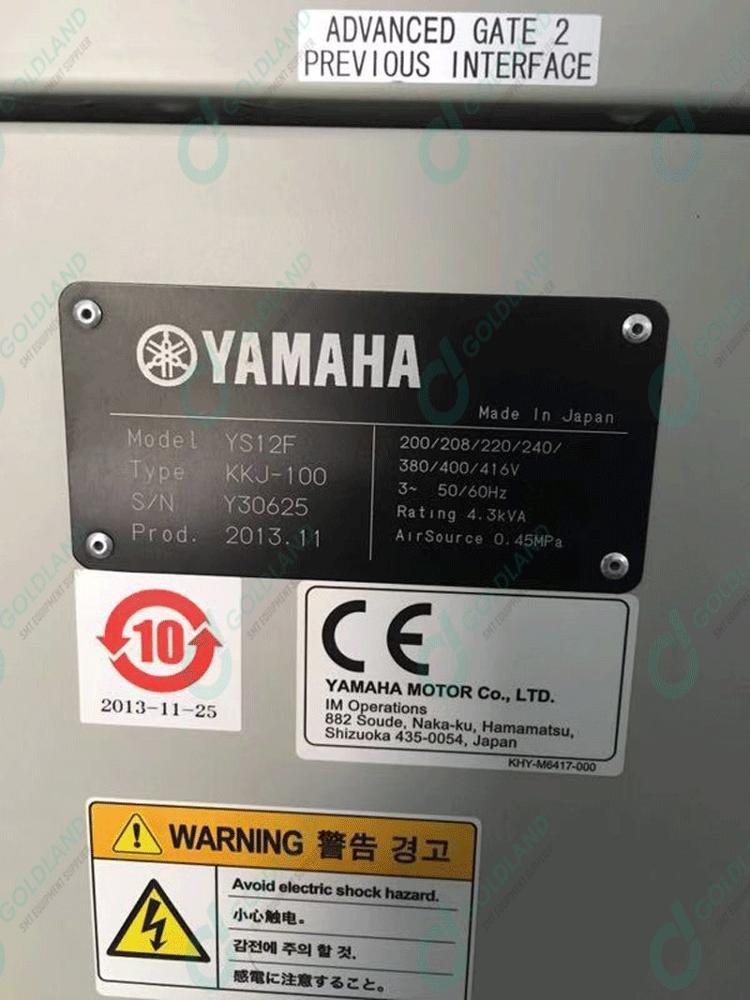 ADVANCED GATE 2
PREVIOUS INTERFACE
YAMAHA
Made In Japan
Model YS12F
Type KKJ-100
S/N Y30625
Prod. 2013.11
200/208/220/240/
380/400/416V
3~ 50/60Hz
Rating 4.3kVA
AirSource 0.45MPa
10
2013-11-25
CE
YAMAHA MOTOR Co., LTD.
IM Operations
882 Soude, Naka-ku, Hamamatsu,
Shizuoka 435-0054, Japan
KHY-M6417-000
WARNING 警告 경고
Avoid electric shock hazard.
小心触电。
감전에 주의 할 것.
感電に注意すること。
GOLDLAND
SMT EQUIPMENT SUPPLIER